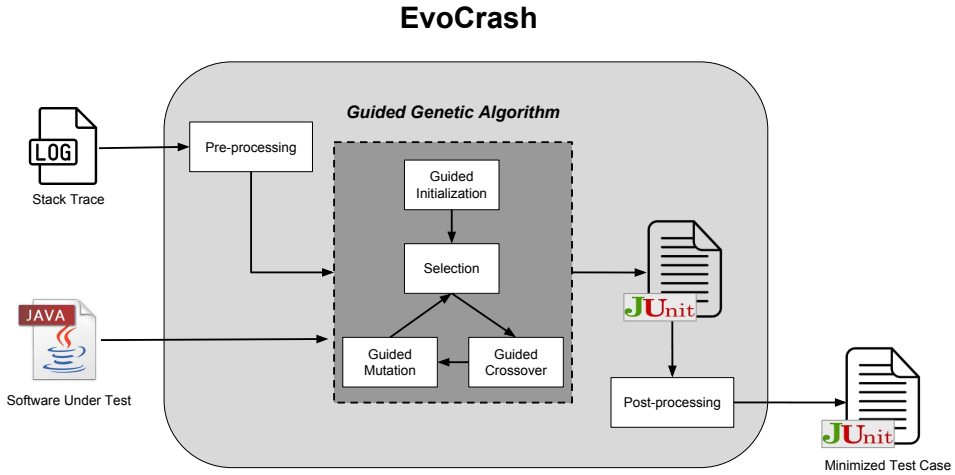 EvoCrash
Guided Genetic Algorithm
LOG
Stack Trace
Pre-processing
Guided
Initialization
Selection
Guided
Mutation
Guided
Crossover
JAVA
Software Under Test
JUnit
Post-processing
JUnit
Minimized Test Case